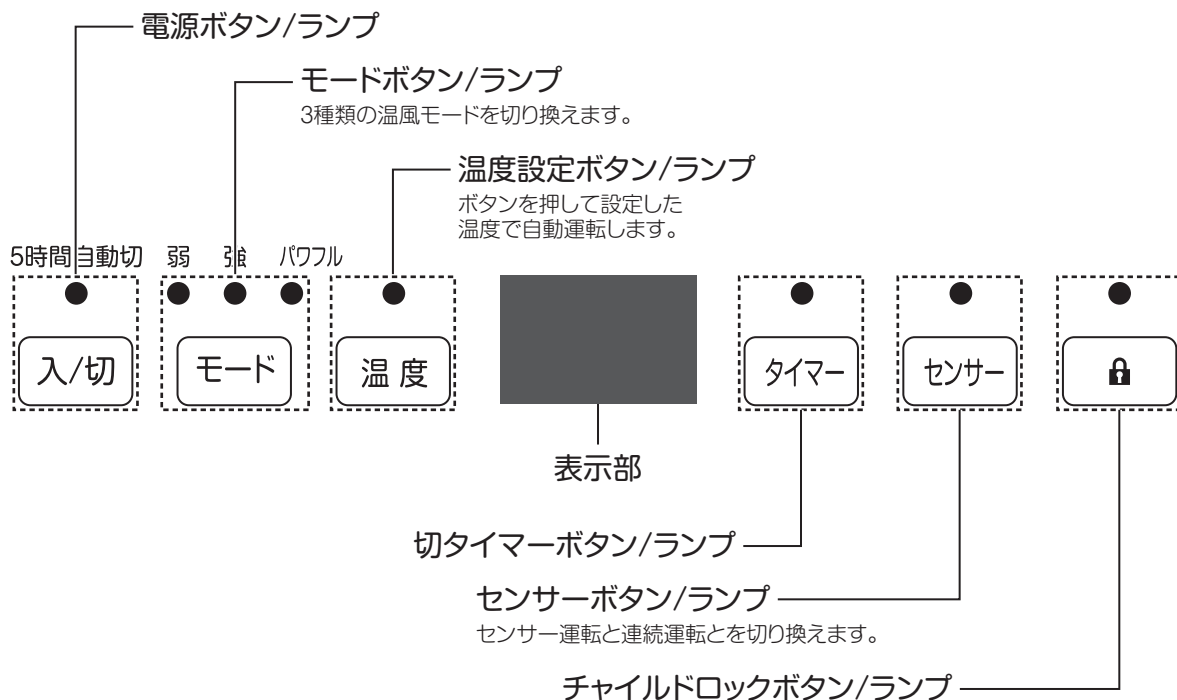 電源ボタン/ランプ
モードボタン/ランプ
3種類の温風モードを切り換えます。
温度設定ボタン/ランプ
ボタンを押して設定した
温度で自動運転します。
5時間自動切 弱 強 パワフル
入/切 モード 温度 タイマー センサー
表示部
切タイマーボタン/ランプ
センサーボタン/ランプ
センサー運転と連続運転とを切り換えます。
チャイルドロックボタン/ランプ